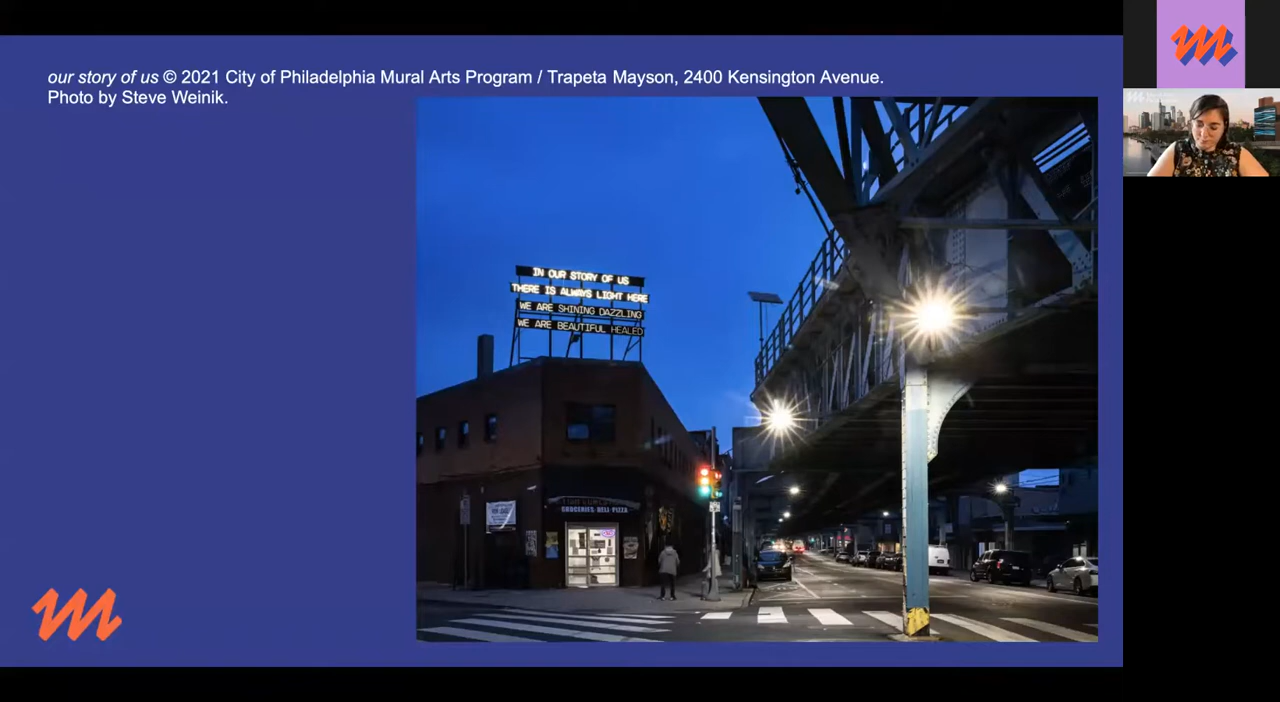 our story of us © 2021 City of Philadelphia Mural Arts Program / Trapeta Mayson, 2400 Kensington Avenue.
Photo by Steve Weinik.
IN OUR STORY OF US
THERE IS ALWAYS LIGHT HERE
WE ARE SHINING DAZZLING
WE ARE BEAUTIFUL HEALED
GROCERIES·DELI·PIZZA